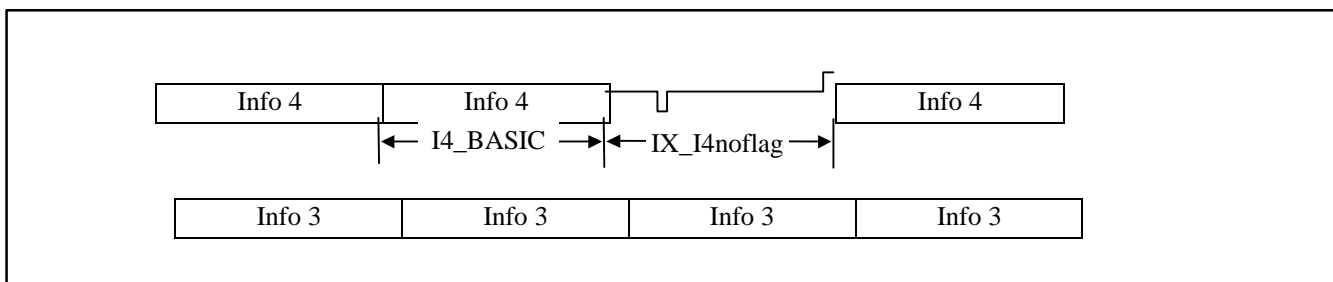 Info 4 Info 4 Info 4
I4_BASIC IX_I4noflag
Info 3 Info 3 Info 3 Info 3